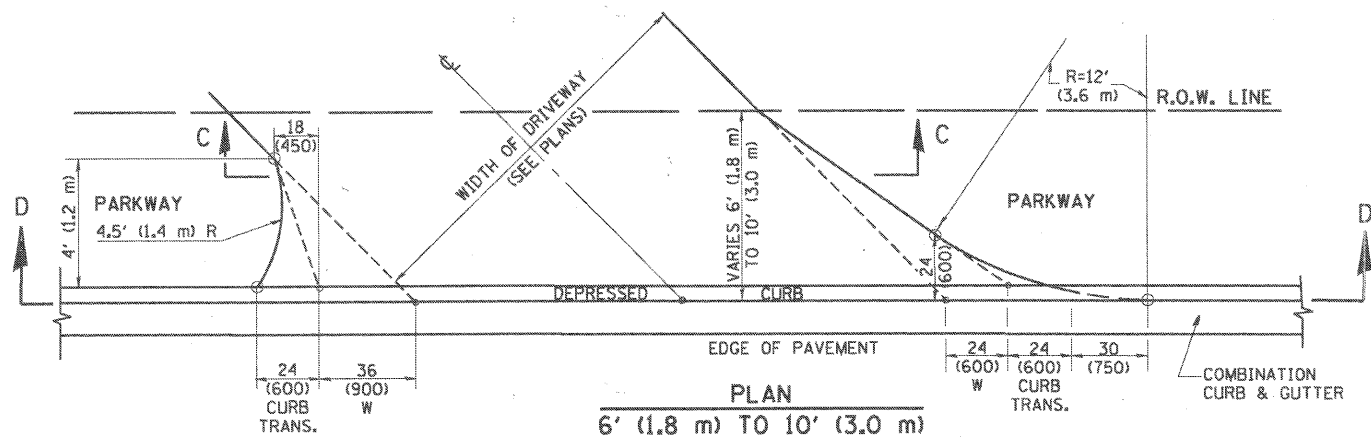 R=12'
(3.6 m)
R.O.W. LINE
℄
WIDTH OF DRIVEWAY
(SEE PLANS)
C
18
(450)
C
VARIES 6' (1.8 m)
TO 10' (3.0 m)
4' (1.2 m)
PARKWAY
4.5' (1.4 m) R
PARKWAY
D
D
24
(600)
DEPRESSED CURB
EDGE OF PAVEMENT
24
(600)
CURB
TRANS.
36
(900)
W
24
(600)
W
24
(600)
CURB
TRANS.
30
(750)
COMBINATION
CURB & GUTTER
PLAN
6' (1.8 m) TO 10' (3.0 m)